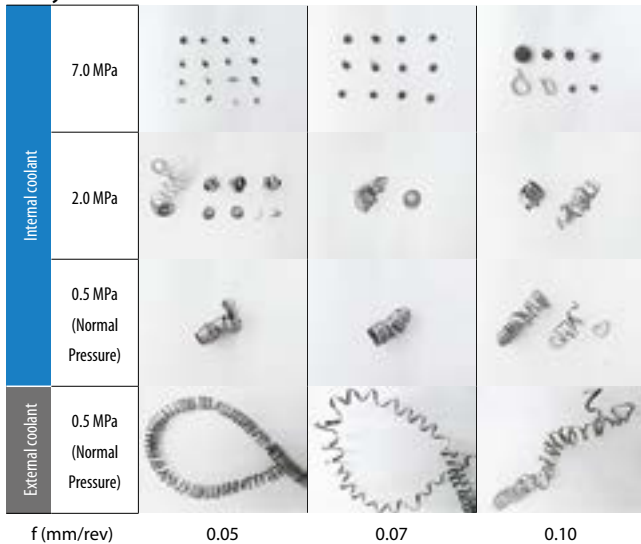 Internal coolant
7.0 MPa
2.0 MPa
0.5 MPa
(Normal
Pressure)
External coolant
0.5 MPa
(Normal
Pressure)
f (mm/rev)
0.05
0.07
0.10